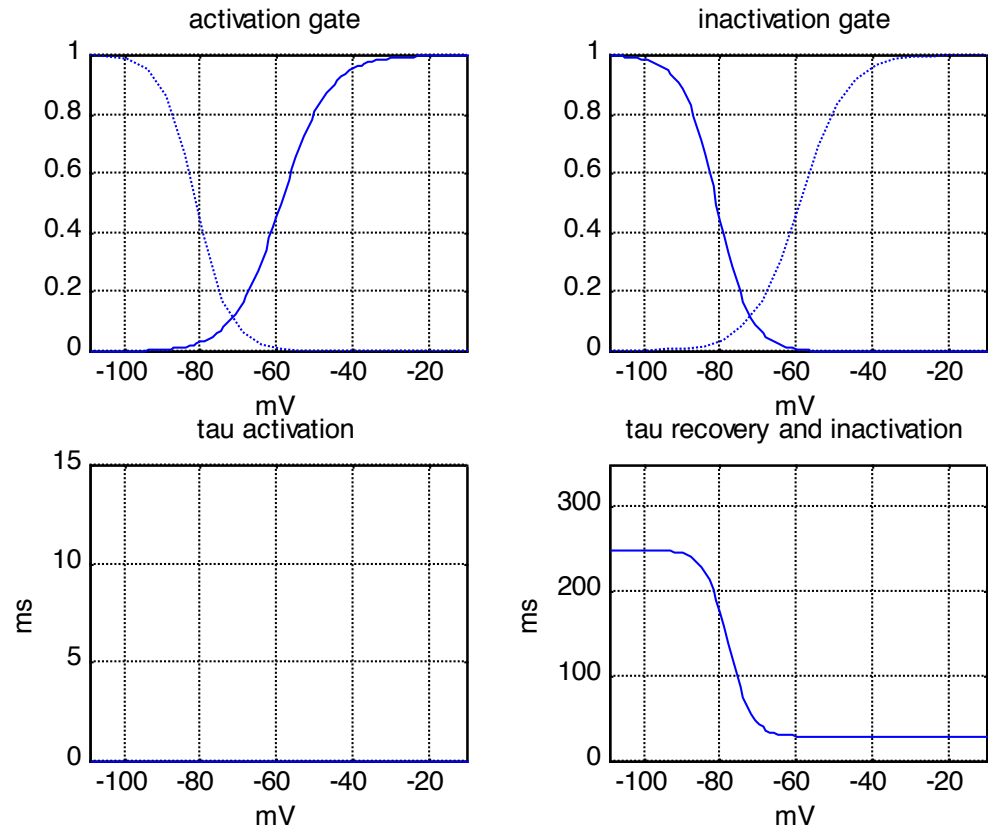 activation gate
1
0.8
0.6
0.4
0.2
0
-100 -80 -60 -40 -20
mV
inactivation gate
1
0.8
0.6
0.4
0.2
0
-100 -80 -60 -40 -20
mV
tau activation
15
10
5
0
ms
-100 -80 -60 -40 -20
mV
tau recovery and inactivation
300
200
100
0
ms
-100 -80 -60 -40 -20
mV